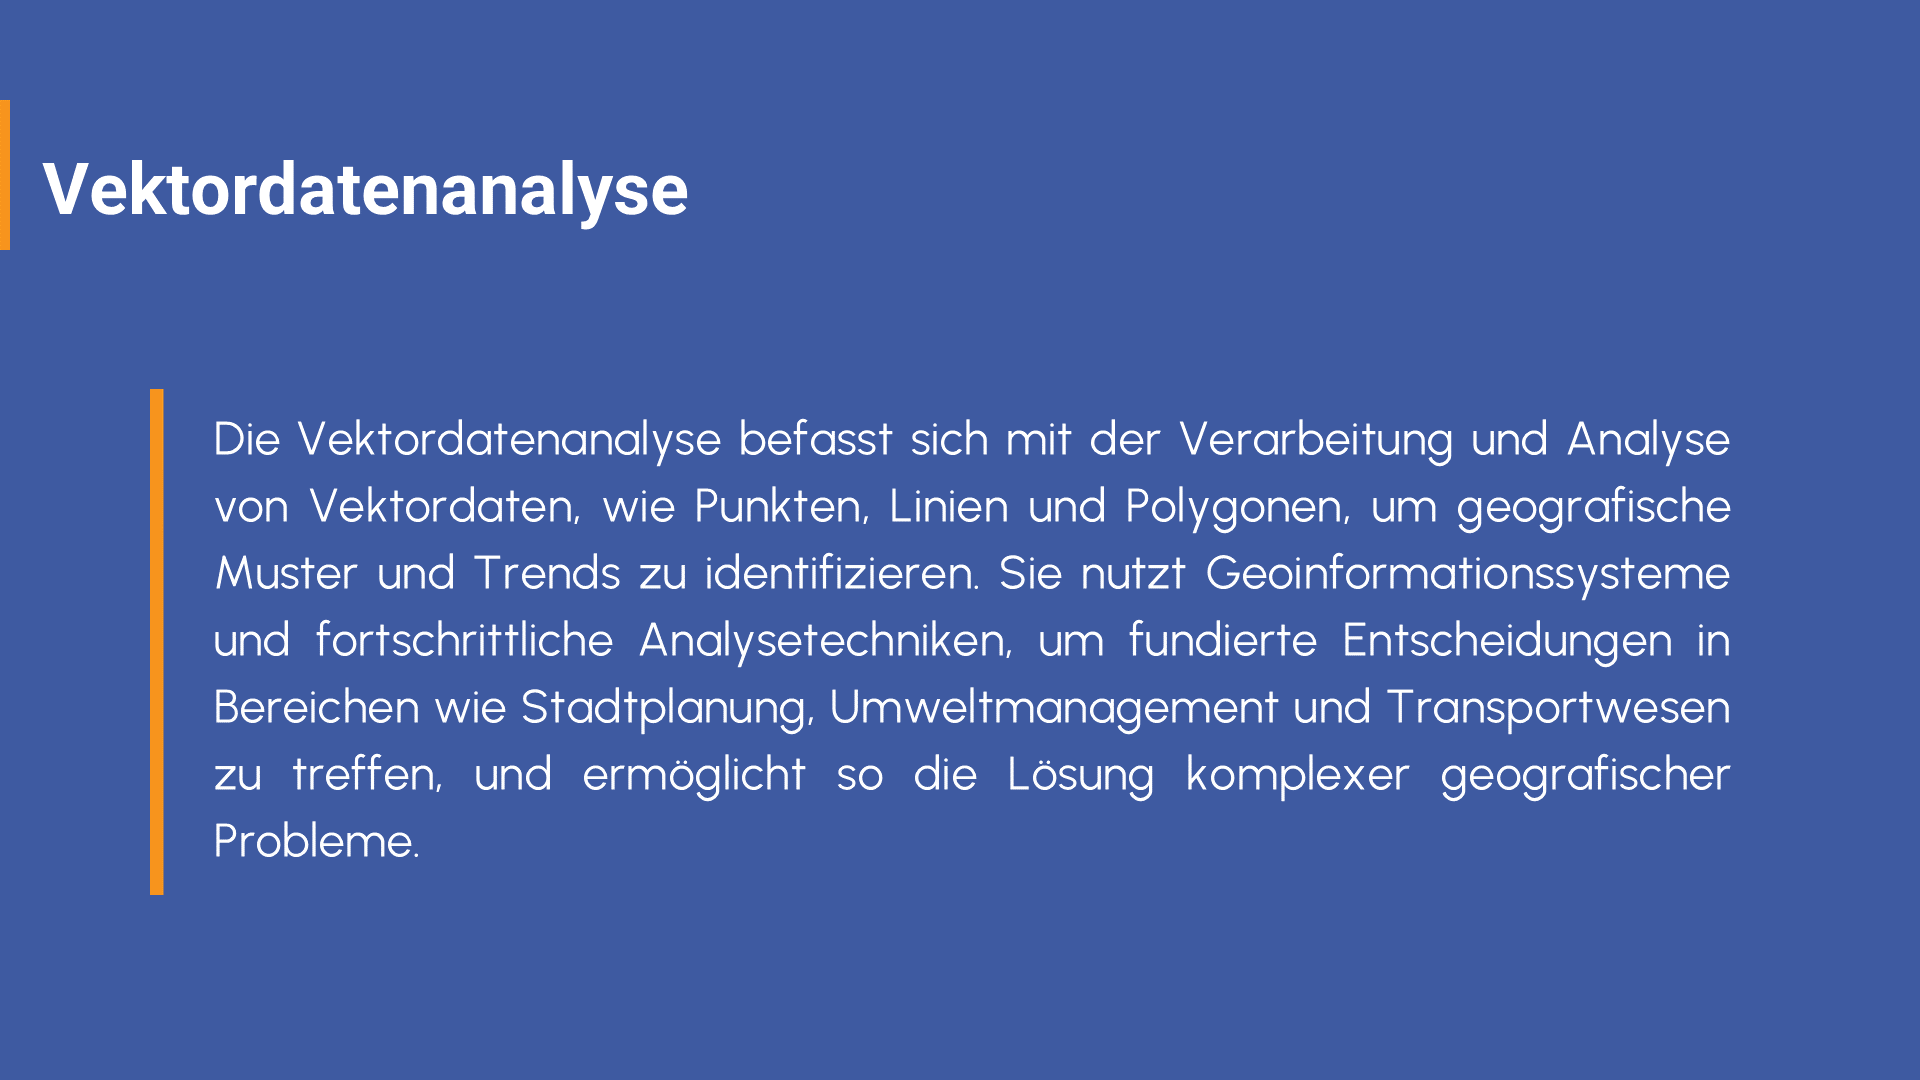 Vektordatenanalyse
Die Vektordatenanalyse befasst sich mit der Verarbeitung und Analyse
von Vektordaten, wie Punkten, Linien und Polygonen, um geografische
Muster und Trends zu identifizieren. Sie nutzt Geoinformationssysteme
und fortschrittliche Analysetechniken, um fundierte Entscheidungen in
Bereichen wie Stadtplanung, Umweltmanagement und Transportwesen
zu treffen, und ermöglicht so die Lösung komplexer geografischer
Probleme.